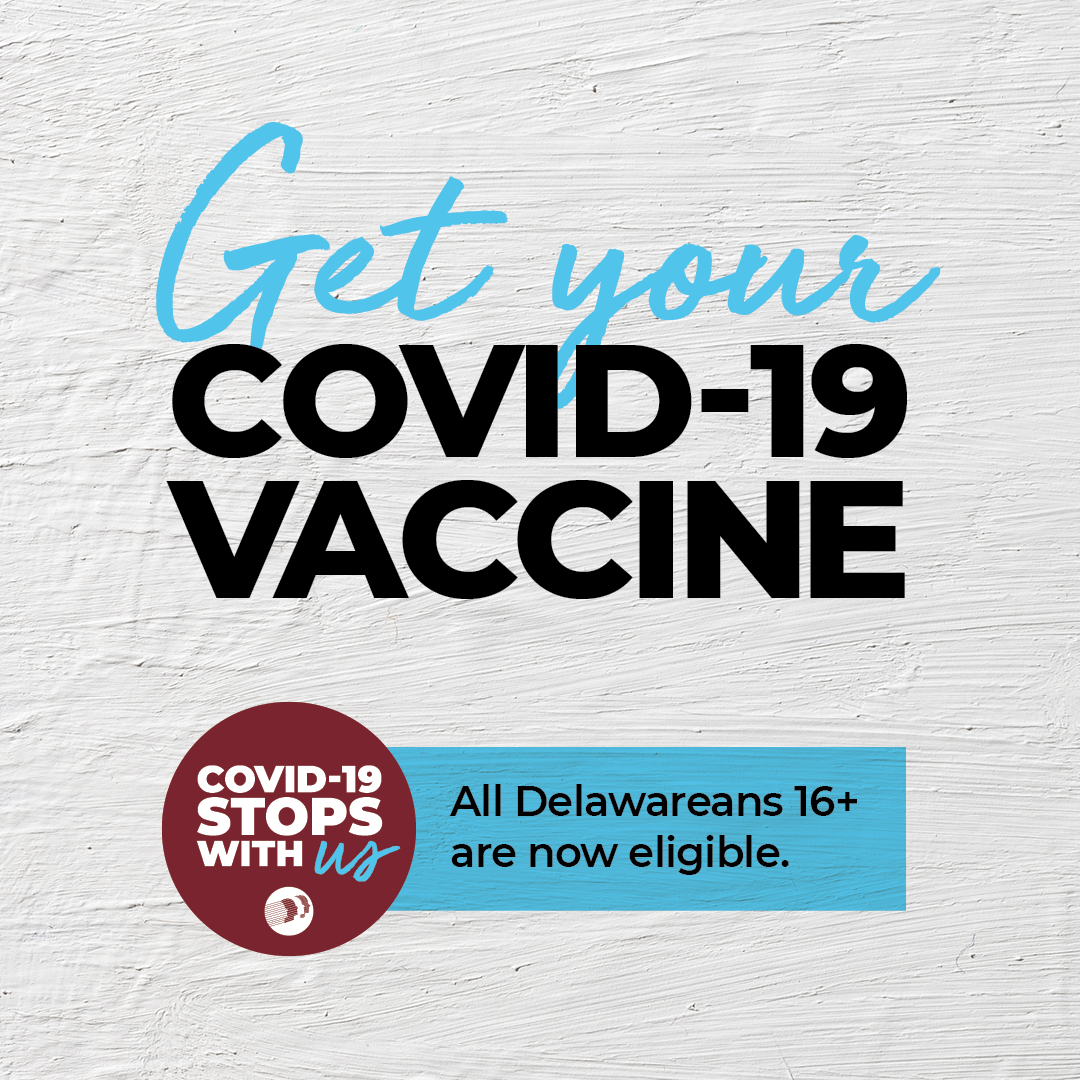 Get your
COVID-19
VACCINE
COVID-19
STOPS
WITH us
All Delawareans 16+
are now eligible.